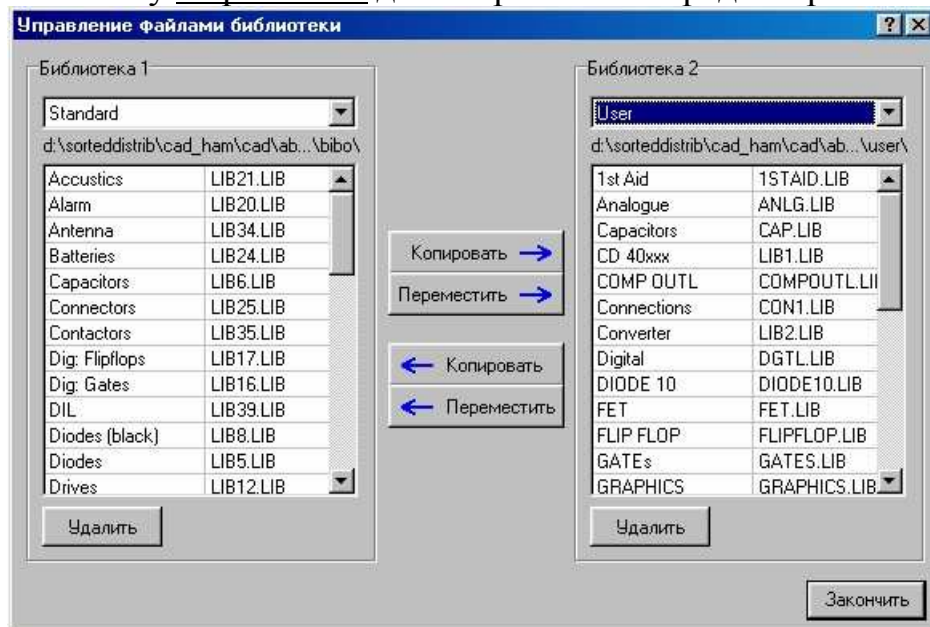 Управление файлами библиотеки
Библиотека 1
Standard
d:\sorteddistrib\cad_ham\cad\ab...\bibo\
Accustics LIB21.LIB
Alarm LIB20.LIB
Antenna LIB34.LIB
Batteries LIB24.LIB
Capacitors LIB6.LIB
Connectors LIB25.LIB
Contactors LIB35.LIB
Dig: Flipflops LIB17.LIB
Dig: Gates LIB16.LIB
DIL LIB39.LIB
Diodes (black) LIB8.LIB
Diodes LIB5.LIB
Drives LIB12.LIB
Удалить
Копировать
Переместить
Копировать
Переместить
Библиотека 2
User
d:\sorteddistrib\cad_ham\cad\ab...\user\
1st Aid 1STAID.LIB
Analogue ANLG.LIB
Capacitors CAP.LIB
CD 40xxx LIB1.LIB
COMP OUTL COMPOUTL.LI
Connections CON1.LIB
Converter LIB2.LIB
Digital DGTL.LIB
DIODE 10 DIODE10.LIB
FET FET.LIB
FLIP FLOP FLIPFLOP.LIB
GATEs GATES.LIB
GRAPHICS GRAPHICS.LIB
Удалить
Закончить